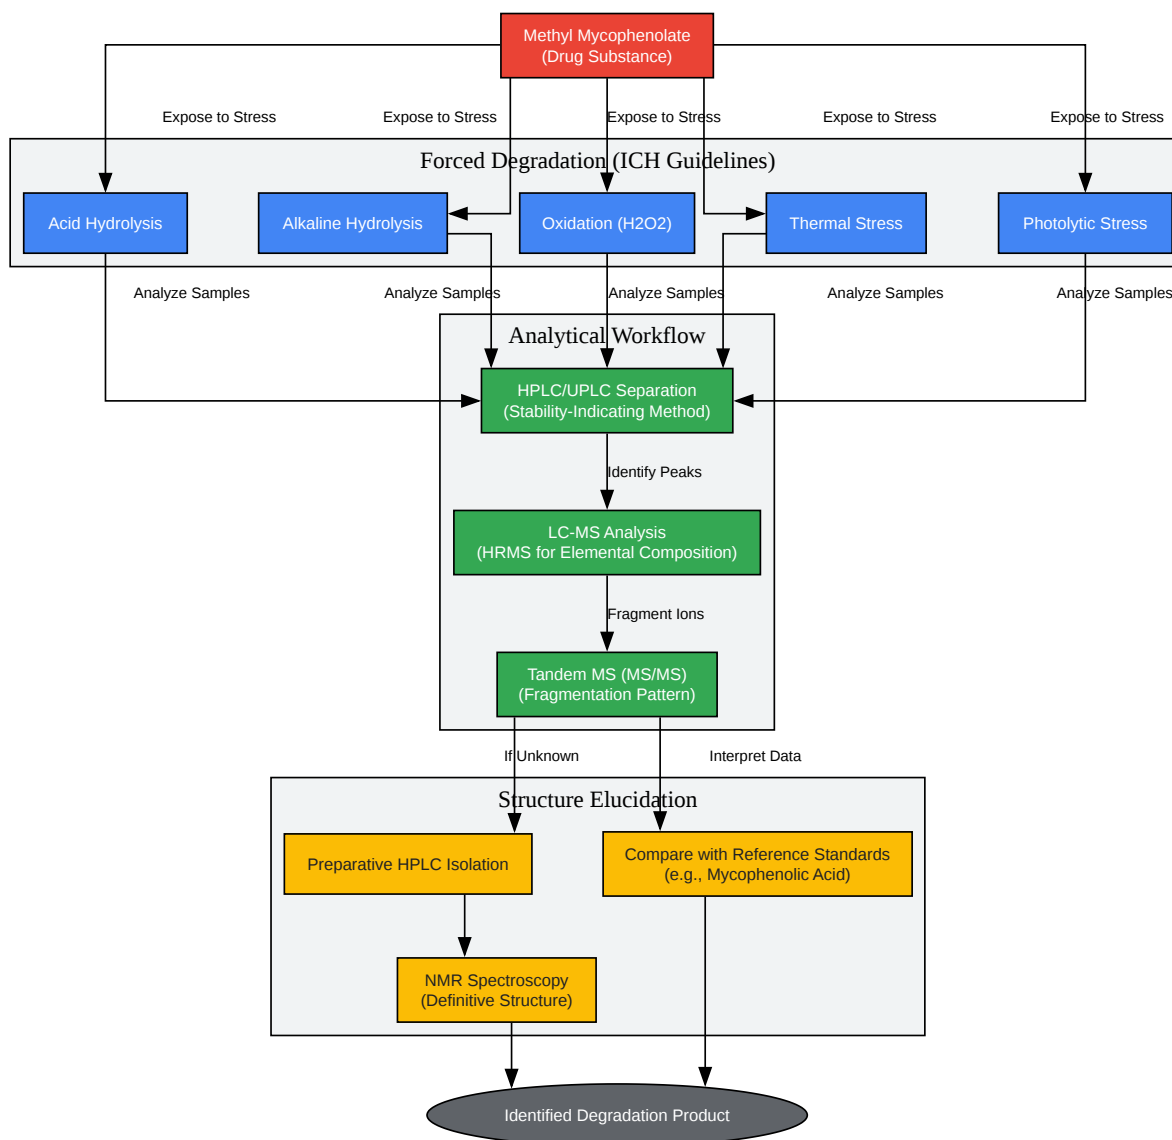 Methyl Mycophenolate
(Drug Substance)
Expose to Stress
Expose to Stress
Expose to Stress
Expose to Stress
Expose to Stress
Forced Degradation (ICH Guidelines)
Acid Hydrolysis
Alkaline Hydrolysis
Oxidation (H2O2)
Thermal Stress
Photolytic Stress
Analyze Samples
Analyze Samples
Analyze Samples
Analyze Samples
Analyze Samples
Analytical Workflow
HPLC/UPLC Separation
(Stability-Indicating Method)
Identify Peaks
LC-MS Analysis
(HRMS for Elemental Composition)
Fragment Ions
Tandem MS (MS/MS)
(Fragmentation Pattern)
If Unknown
Interpret Data
Structure Elucidation
Preparative HPLC Isolation
Compare with Reference Standards
(e.g., Mycophenolic Acid)
NMR Spectroscopy
(Definitive Structure)
Identified Degradation Product